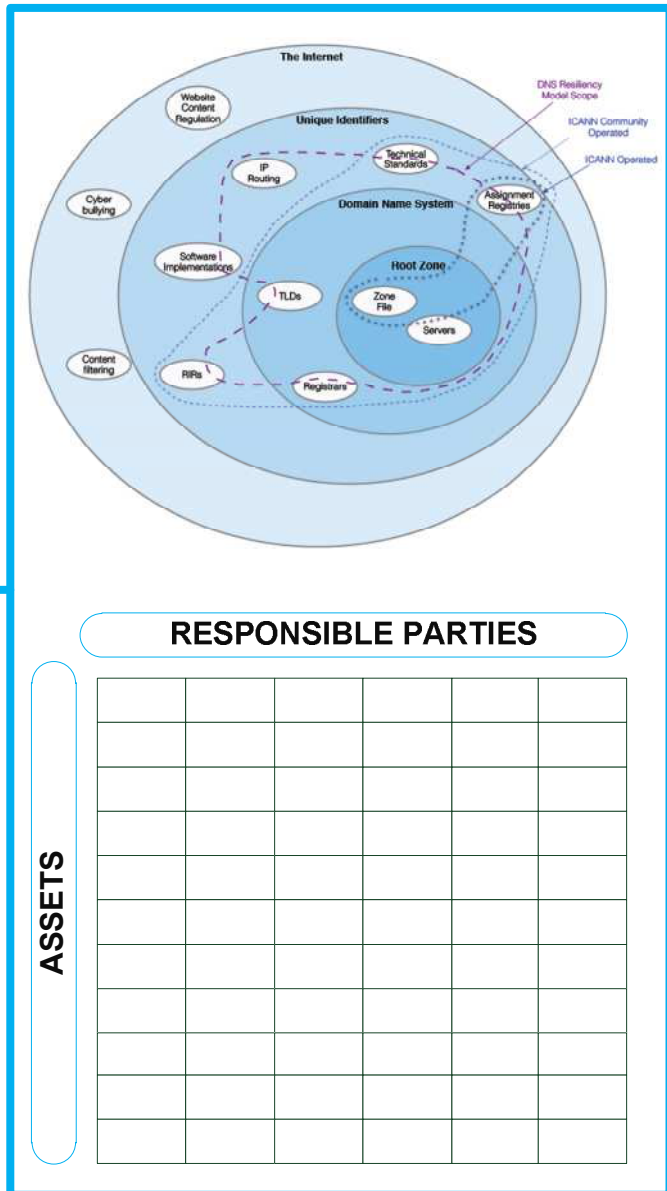 The Internet
DNS Resiliency
Model Scope
Website
Content
Regulation
Unique Identifiers
ICANN Community
Operated
Technical
Standards
ICANN Operated
IP
Routing
Cyber
bullying
Assignment
Registries
Domain Name System
Software
Implementations
Root Zone
TLDs
Zone
File
Servers
Content
filtering
RIRs
Registrers
RESPONSIBLE PARTIES
ASSETS